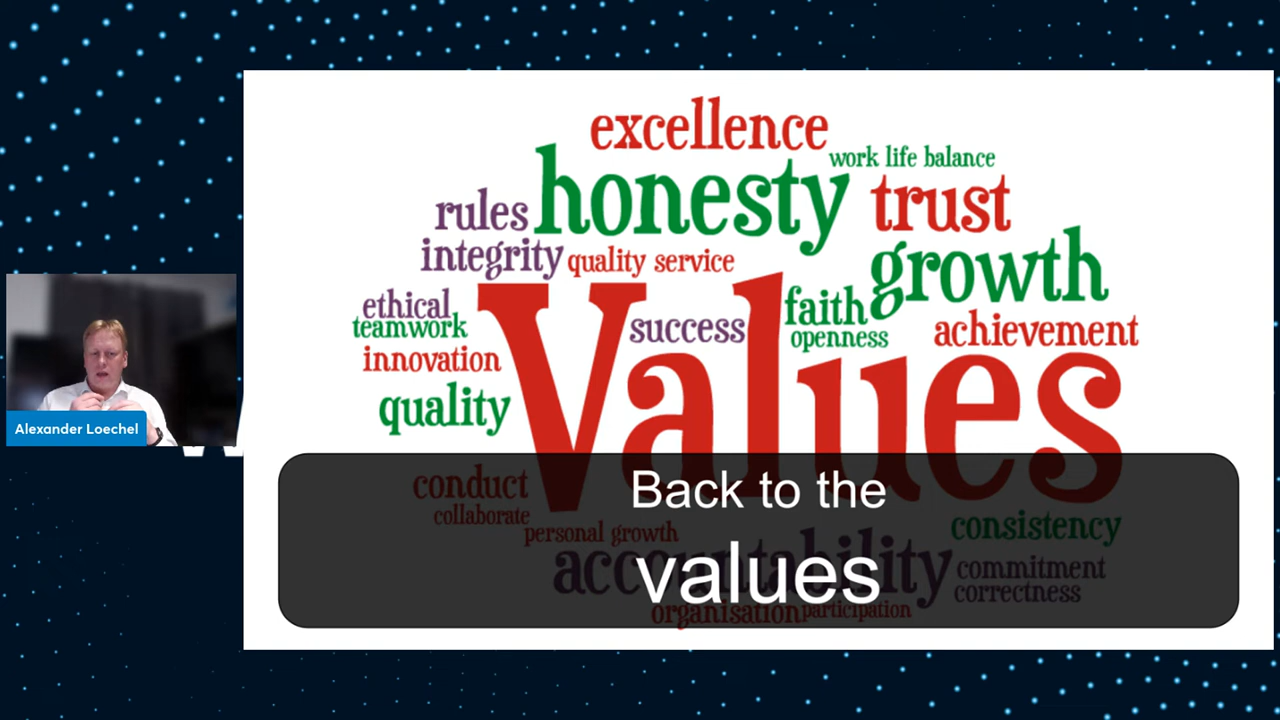 excellence
work life balance
honesty
trust
rules
integrity
quality service
growth
ethical
teamwork
success
faith
openness
achievement
innovation
Values
quality
Alexander Loechel
Back to the
values
conduct
collaborate
personal growth
accountability
consistency
commitment
correctness
organisation
participation